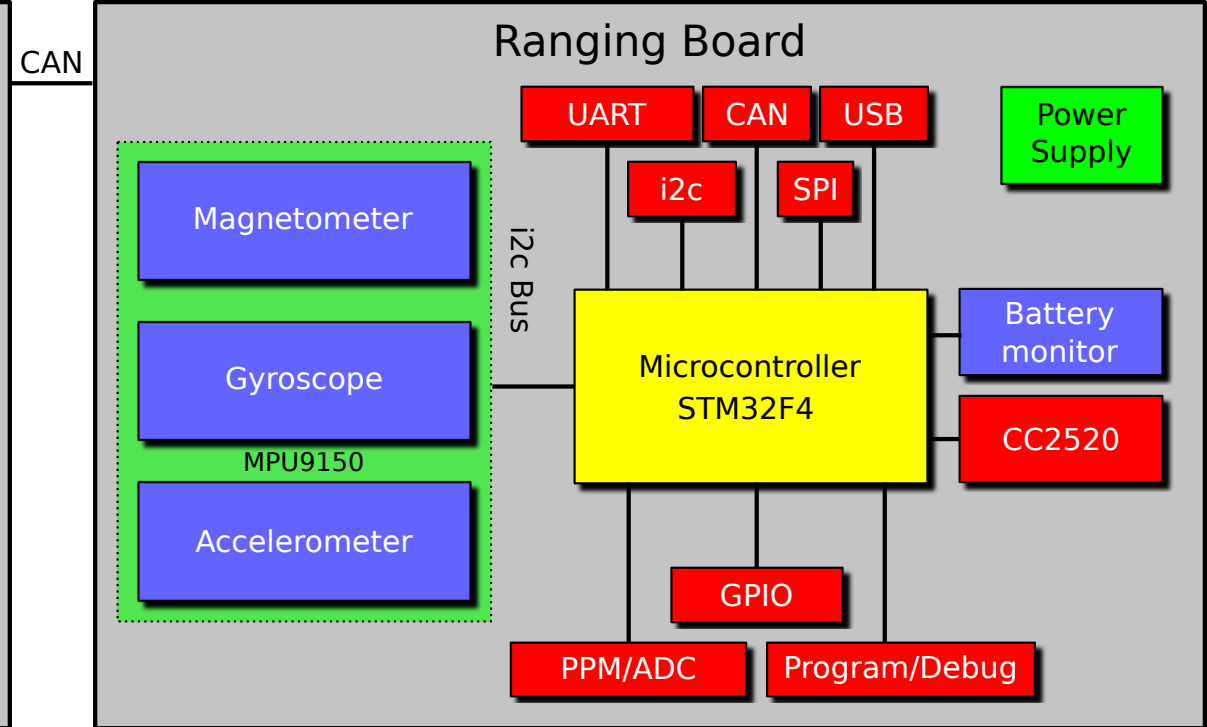 CAN
Ranging Board
UART
CAN
USB
Power
Supply
i2c
SPI
Magnetometer
i2c Bus
Battery
monitor
Gyroscope
Microcontroller
STM32F4
CC2520
MPU9150
Accelerometer
GPIO
PPM/ADC
Program/Debug